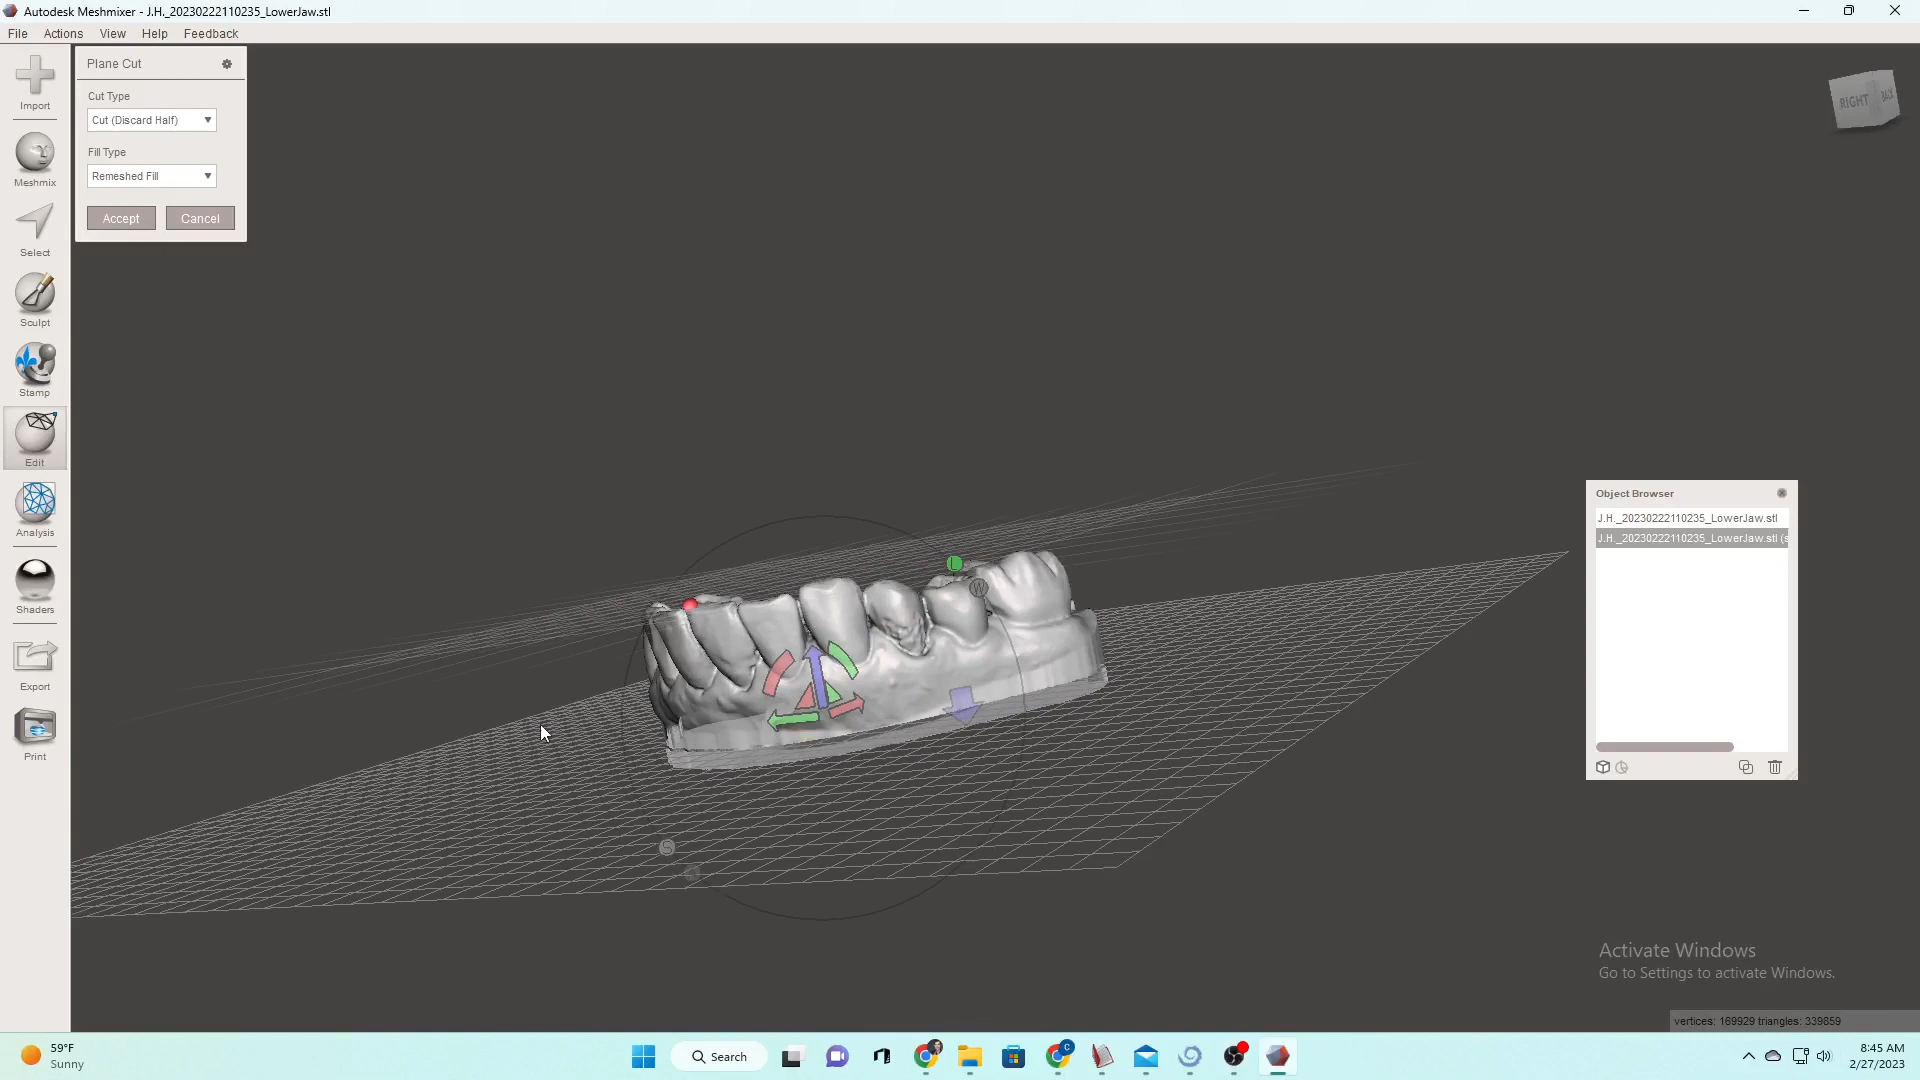 Autodesk Meshmixer - J.H._20230222110235_LowerJaw.stl
File Actions View Help Feedback
Plane Cut
Cut Type
Cut (Discard Half)
Fill Type
Remeshed Fill
Accept Cancel
Import
Meshmix
Select
Sculpt
Stamp
Edit
Analysis
Shaders
Export
Print
RIGHT BACK
L
W
S
Object Browser
J.H._20230222110235_LowerJaw.stl
J.H._20230222110235_LowerJaw.stl (s
Activate Windows
Go to Settings to activate Windows.
vertices: 169929 triangles: 339859
59°F
Sunny
Search
C
8:45 AM
2/27/2023